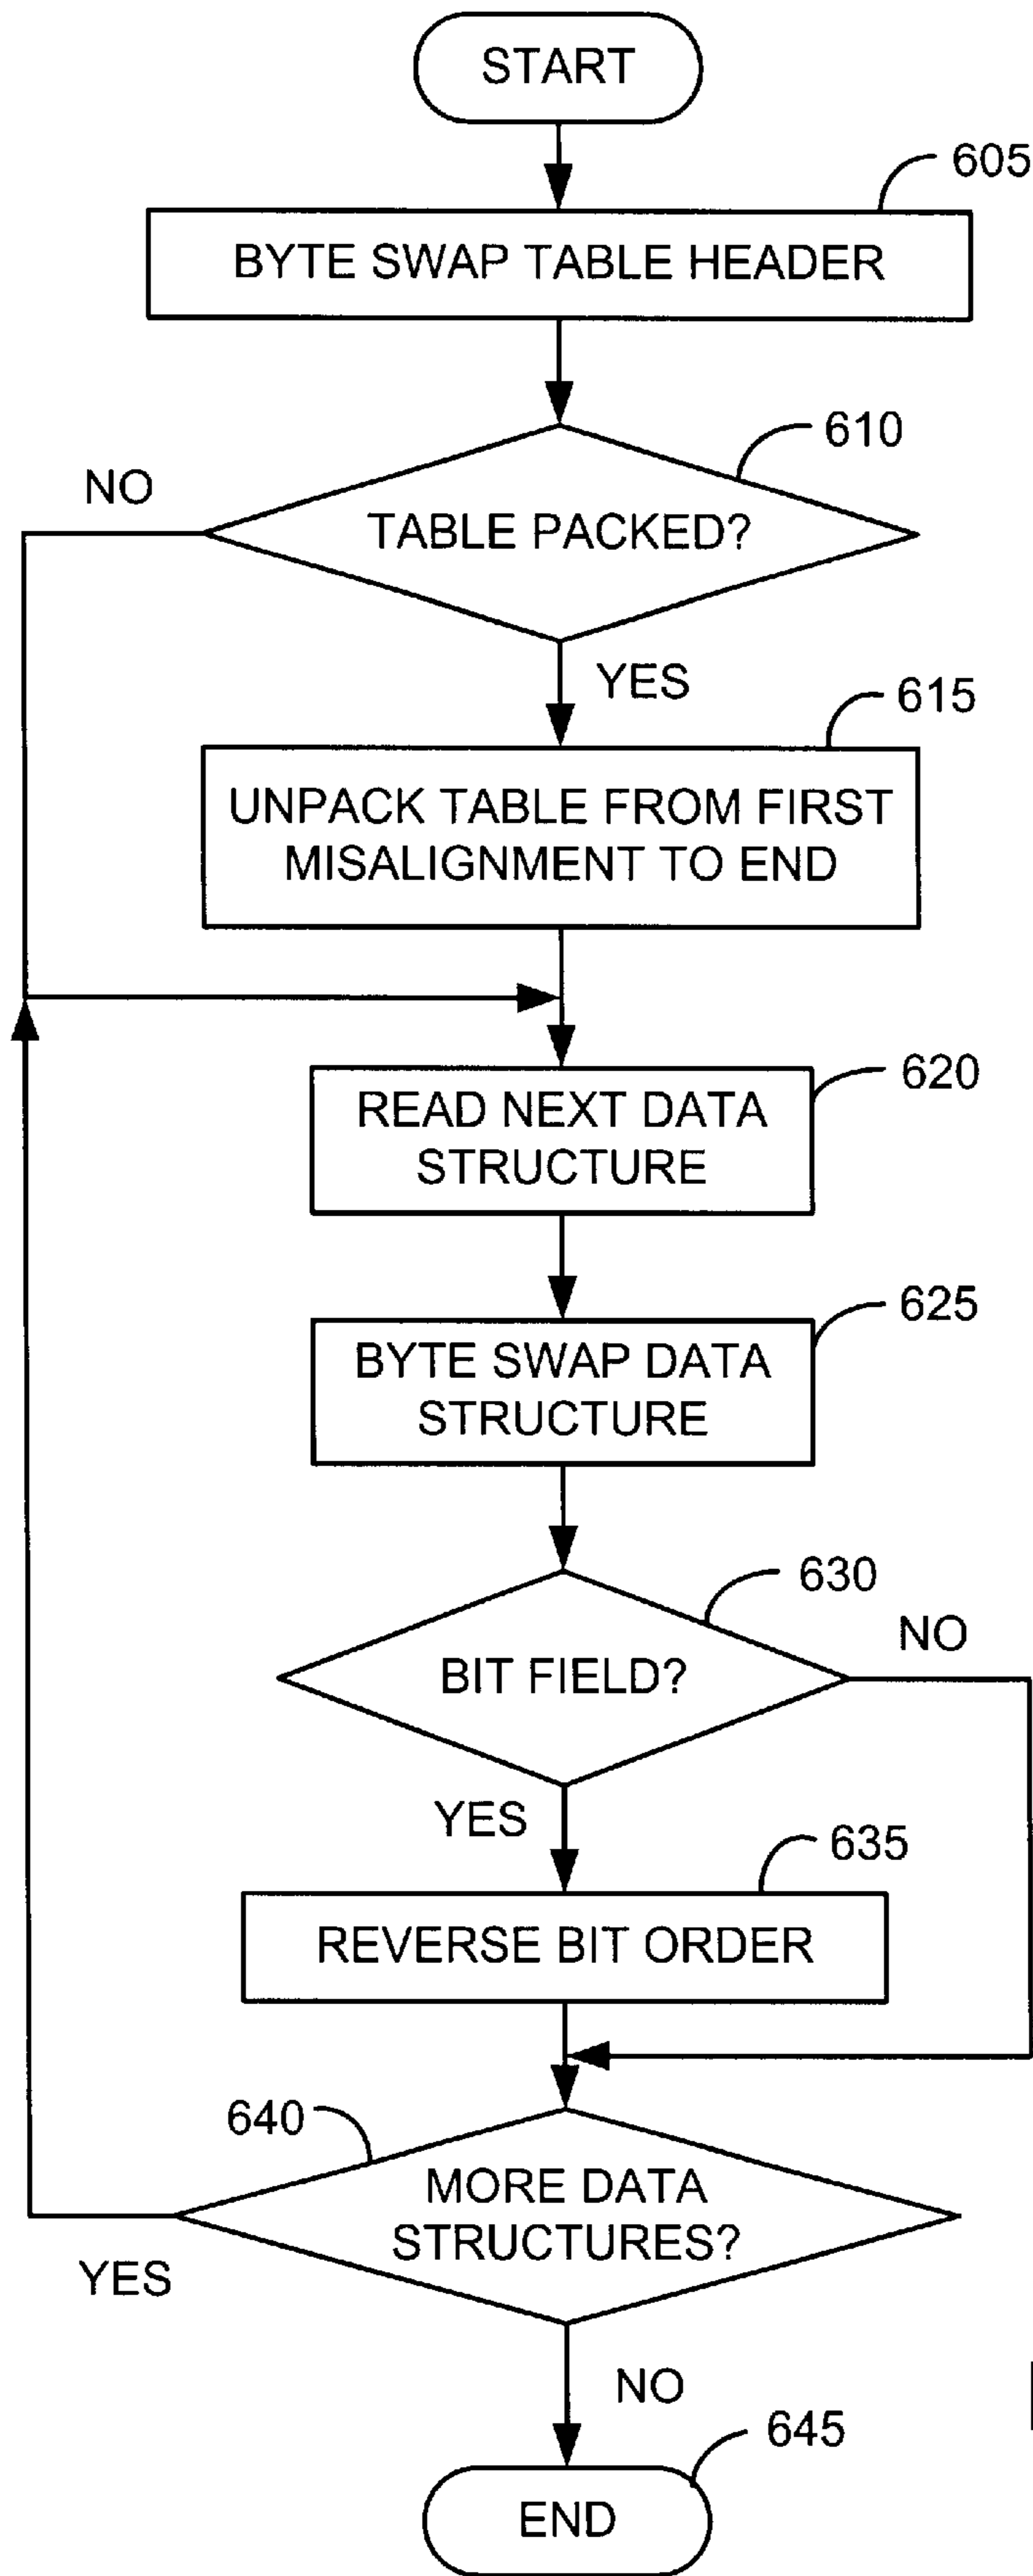 START
605
BYTE SWAP TABLE HEADER
610
NO
TABLE PACKED?
YES
615
UNPACK TABLE FROM FIRST
MISALIGNMENT TO END
620
READ NEXT DATA
STRUCTURE
625
BYTE SWAP DATA
STRUCTURE
630
NO
BIT FIELD?
YES
635
REVERSE BIT ORDER
640
MORE DATA
STRUCTURES?
YES
NO
645
END